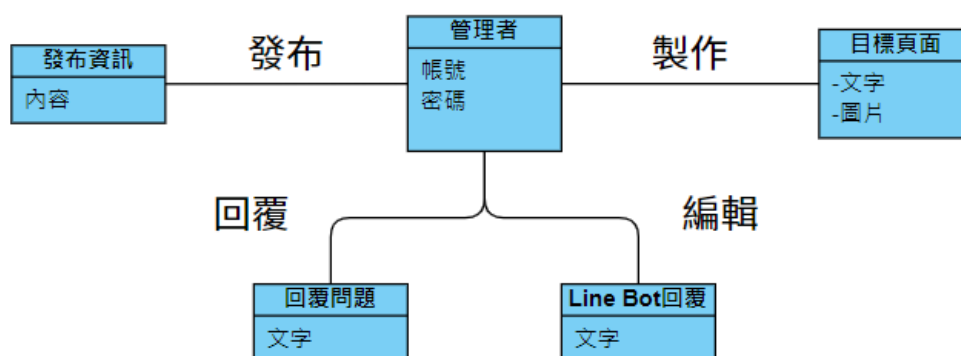 發布資訊
內容
發布
管理者
帳號
密碼
製作
目標頁面
-文字
-圖片
回覆
編輯
回覆問題
文字
Line Bot回覆
文字